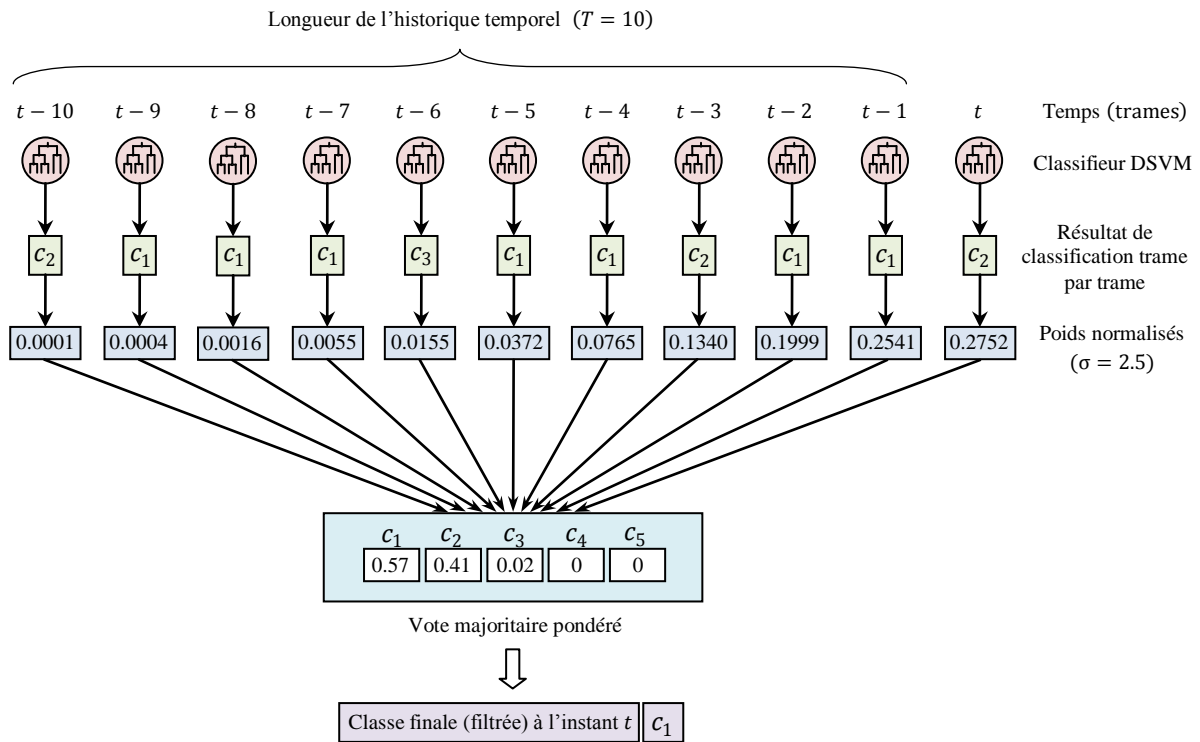 Longueur de l’historique temporel (T = 10)
t − 10 t − 9 t − 8 t − 7 t − 6 t − 5 t − 4 t − 3 t − 2 t − 1 t Temps (trames)
Classifieur DSVM
c₂ c₁ c₁ c₁ c₃ c₁ c₁ c₂ c₁ c₁ c₂
Résultat de
classification trame
par trame
0.0001 0.0004 0.0016 0.0055 0.0155 0.0372 0.0765 0.1340 0.1999 0.2541 0.2752
Poids normalisés
(σ = 2.5)
c₁ c₂ c₃ c₄ c₅
0.57 0.41 0.02 0 0
Vote majoritaire pondéré
Classe finale (filtrée) à l’instant t c₁